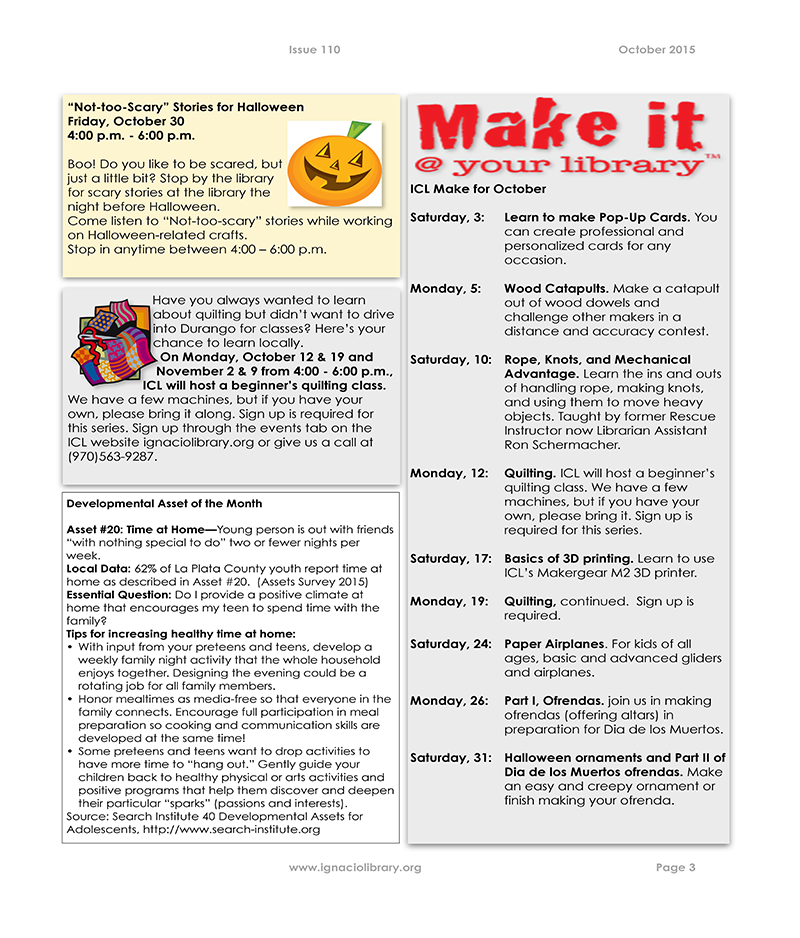 Issue 110
October 2015
“Not-too-Scary” Stories for Halloween
Friday, October 30
4:00 p.m. - 6:00 p.m.
Boo! Do you like to be scared, but
just a little bit? Stop by the library
for scary stories at the library the
night before Halloween.
Come listen to “Not-too-scary” stories while working
on Halloween-related crafts.
Stop in anytime between 4:00 – 6:00 p.m.
Have you always wanted to learn
about quilting but didn’t want to drive
into Durango for classes? Here’s your
chance to learn locally.
On Monday, October 12 & 19 and
November 2 & 9 from 4:00 - 6:00 p.m.,
ICL will host a beginner's quilting class.
We have a few machines, but if you have your
own, please bring it along. Sign up is required for
this series. Sign up through the events tab on the
ICL website ignaciolibrary.org or give us a call at
(970)563-9287.
Developmental Asset of the Month
Asset #20: Time at Home—Young person is out with friends
“with nothing special to do” two or fewer nights per
week.
Local Data: 62% of La Plata County youth report time at
home as described in Asset #20.  (Assets Survey 2015)
Essential Question: Do I provide a positive climate at
home that encourages my teen to spend time with the
family?
Tips for increasing healthy time at home:
• With input from your preteens and teens, develop a
weekly family night activity that the whole household
enjoys together. Designing the evening could be a
rotating job for all family members.
• Honor mealtimes as media-free so that everyone in the
family connects. Encourage full participation in meal
preparation so cooking and communication skills are
developed at the same time!
• Some preteens and teens want to drop activities to
have more time to “hang out.” Gently guide your
children back to healthy physical or arts activities and
positive programs that help them discover and deepen
their particular “sparks” (passions and interests).
Source: Search Institute 40 Developmental Assets for
Adolescents, http://www.search-institute.org
Make it
@ your library™
ICL Make for October
Saturday, 3: Learn to make Pop-Up Cards. You
can create professional and
personalized cards for any
occasion.
Monday, 5: Wood Catapults. Make a catapult
out of wood dowels and
challenge other makers in a
distance and accuracy contest.
Saturday, 10: Rope, Knots, and Mechanical
Advantage. Learn the ins and outs
of handling rope, making knots,
and using them to move heavy
objects. Taught by former Rescue
Instructor now Librarian Assistant
Ron Schermacher.
Monday, 12: Quilting. ICL will host a beginner’s
quilting class. We have a few
machines, but if you have your
own, please bring it. Sign up is
required for this series.
Saturday, 17: Basics of 3D printing. Learn to use
ICL’s Makergear M2 3D printer.
Monday, 19: Quilting, continued.  Sign up is
required.
Saturday, 24: Paper Airplanes. For kids of all
ages, basic and advanced gliders
and airplanes.
Monday, 26: Part I, Ofrendas. join us in making
ofrendas (offering altars) in
preparation for Dia de los Muertos.
Saturday, 31: Halloween ornaments and Part II of
Dia de los Muertos ofrendas. Make
an easy and creepy ornament or
finish making your ofrenda.
www.ignaciolibrary.org
Page 3